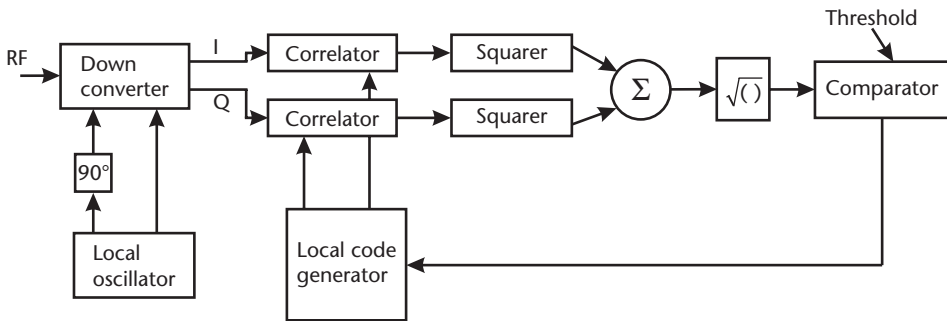 Threshold
RF
Down
converter
I
Q
Correlator
Correlator
Squarer
Squarer
Σ
√( )
Comparator
90°
Local
oscillator
Local code
generator